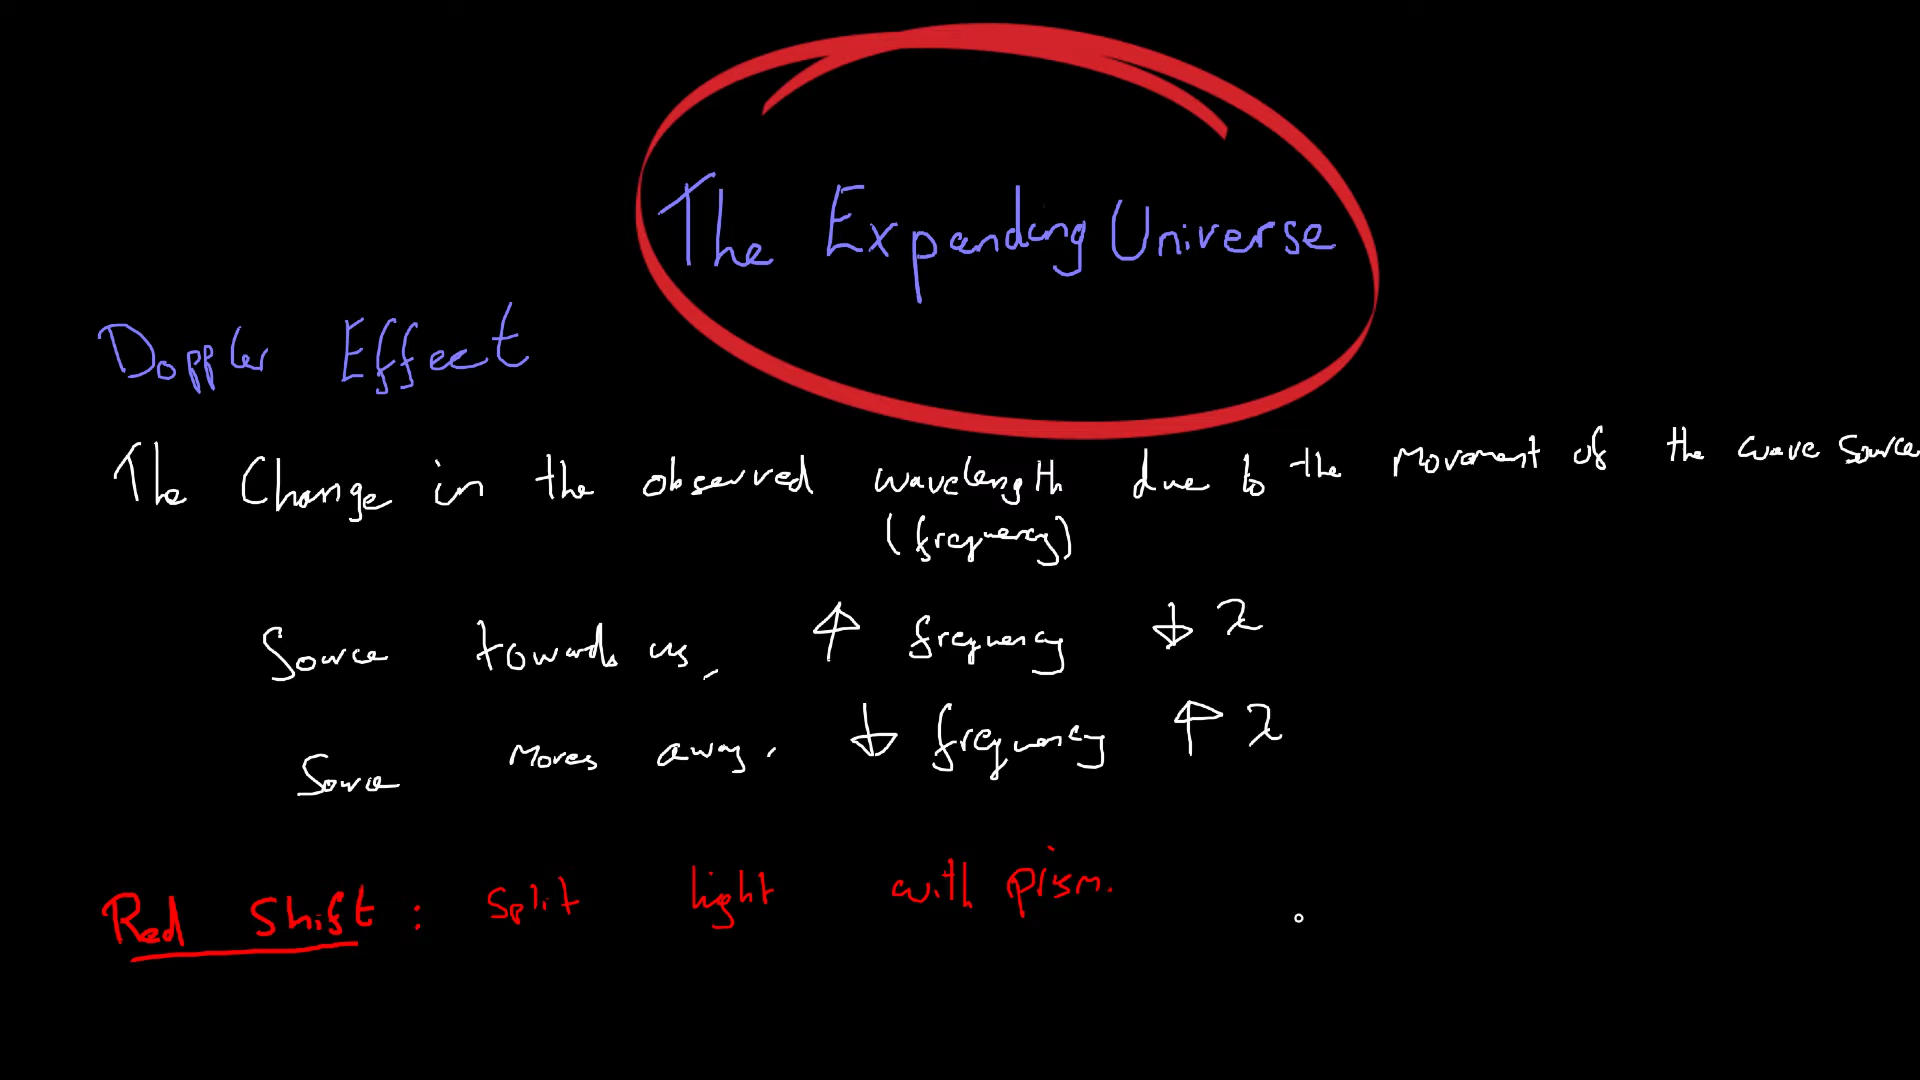 The Expanding Universe
Doppler Effect
The Change in the observed wavelength due to the Movement of the wave source
(frequency)
Source towards us, ↑ frequency ↓ λ
Source Moves away, ↓ frequency ↑ λ
Red Shift: Split light with prism.